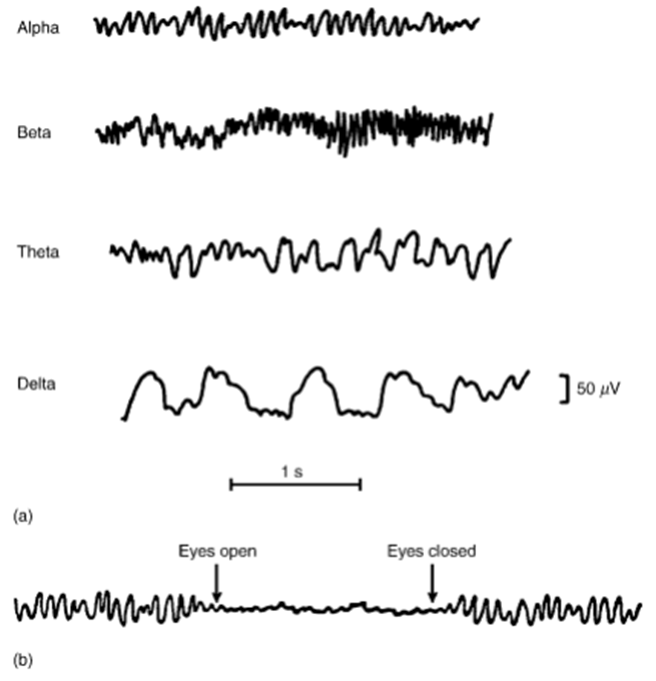 Alpha
Beta
Theta
Delta
50 μV
1 s
(a)
Eyes open Eyes closed
(b)